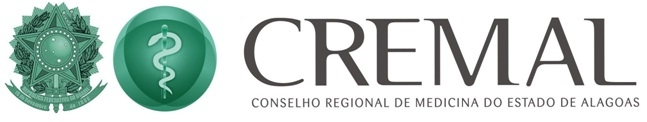 CREMAL
CONSELHO REGIONAL DE MEDICINA DO ESTADO DE ALAGOAS